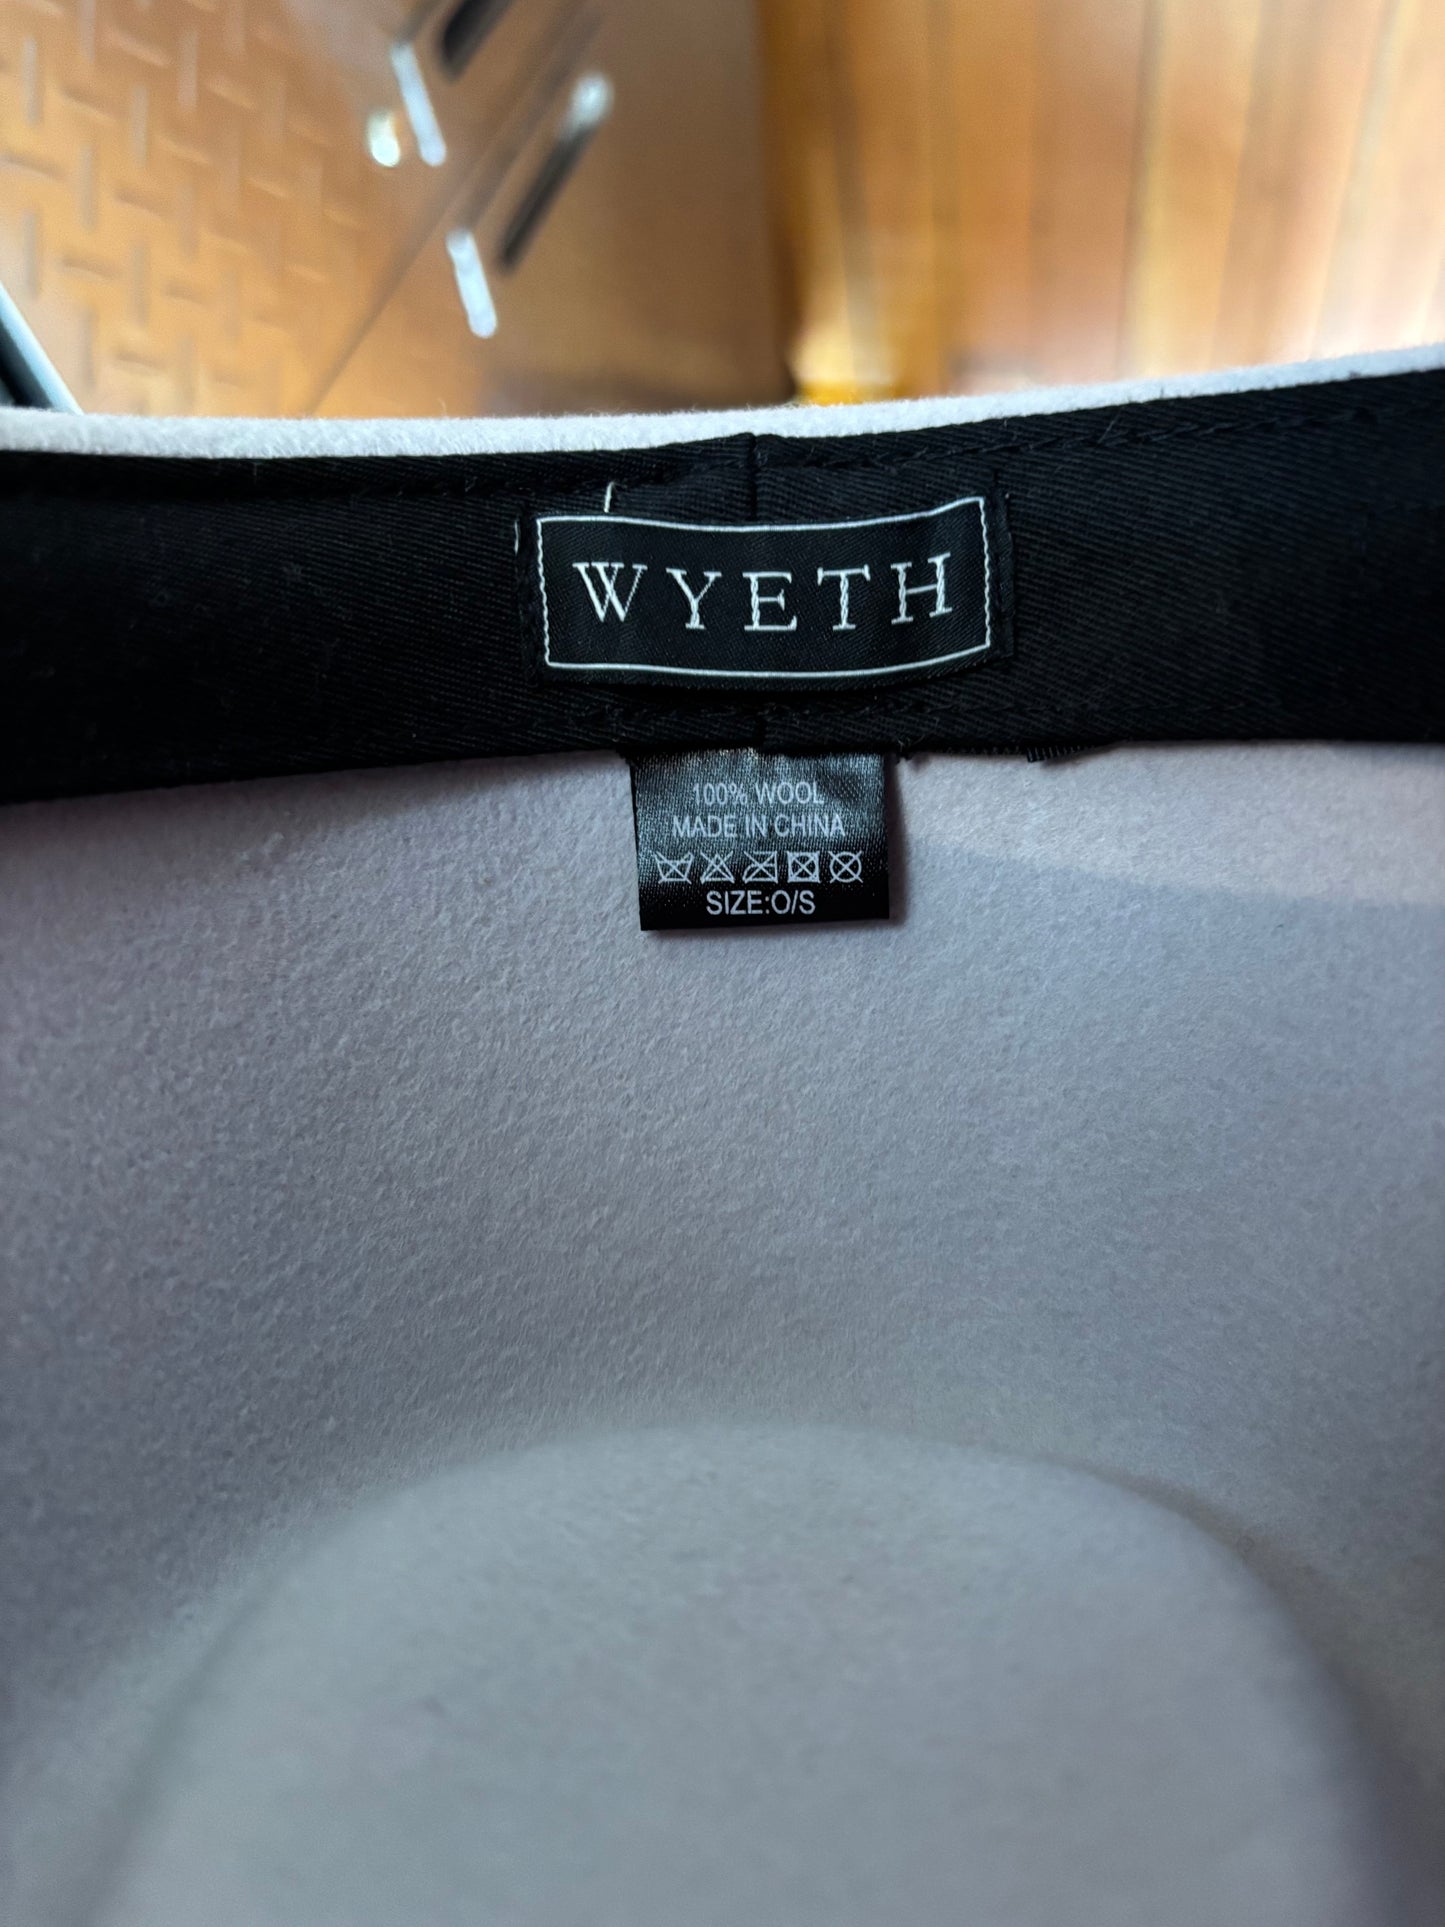 WYETH
100% WOOL
MADE IN CHINA
SIZE:O/S